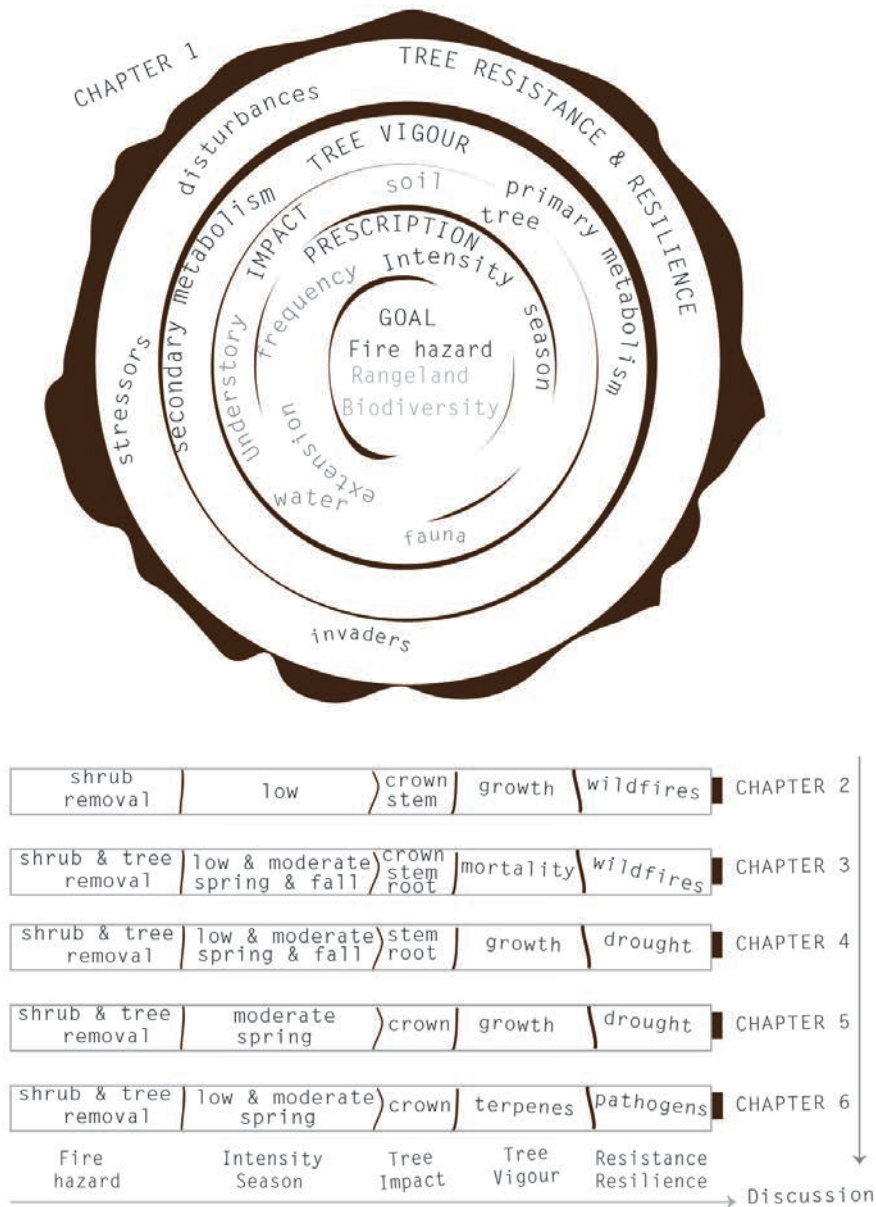 CHAPTER 1
TREE RESISTANCE & RESILIENCE
disturbances
stressors
invaders
TREE VIGOUR
primary metabolism
secondary metabolism
IMPACT
soil
tree
Understory
water
fauna
PRESCRIPTION
Intensity
season
frequency
extension
GOAL
Fire hazard
Rangeland
Biodiversity
shrub
removal
low
crown
stem
growth
wildfires
CHAPTER 2
shrub & tree
removal
low & moderate
spring & fall
crown
stem
root
mortality
wildfires
CHAPTER 3
shrub & tree
removal
low & moderate
spring & fall
stem
root
growth
drought
CHAPTER 4
shrub & tree
removal
moderate
spring
crown
growth
drought
CHAPTER 5
shrub & tree
removal
low & moderate
spring
crown
terpenes
pathogens
CHAPTER 6
Fire
hazard
Intensity
Season
Tree
Impact
Tree
Vigour
Resistance
Resilience
Discussion